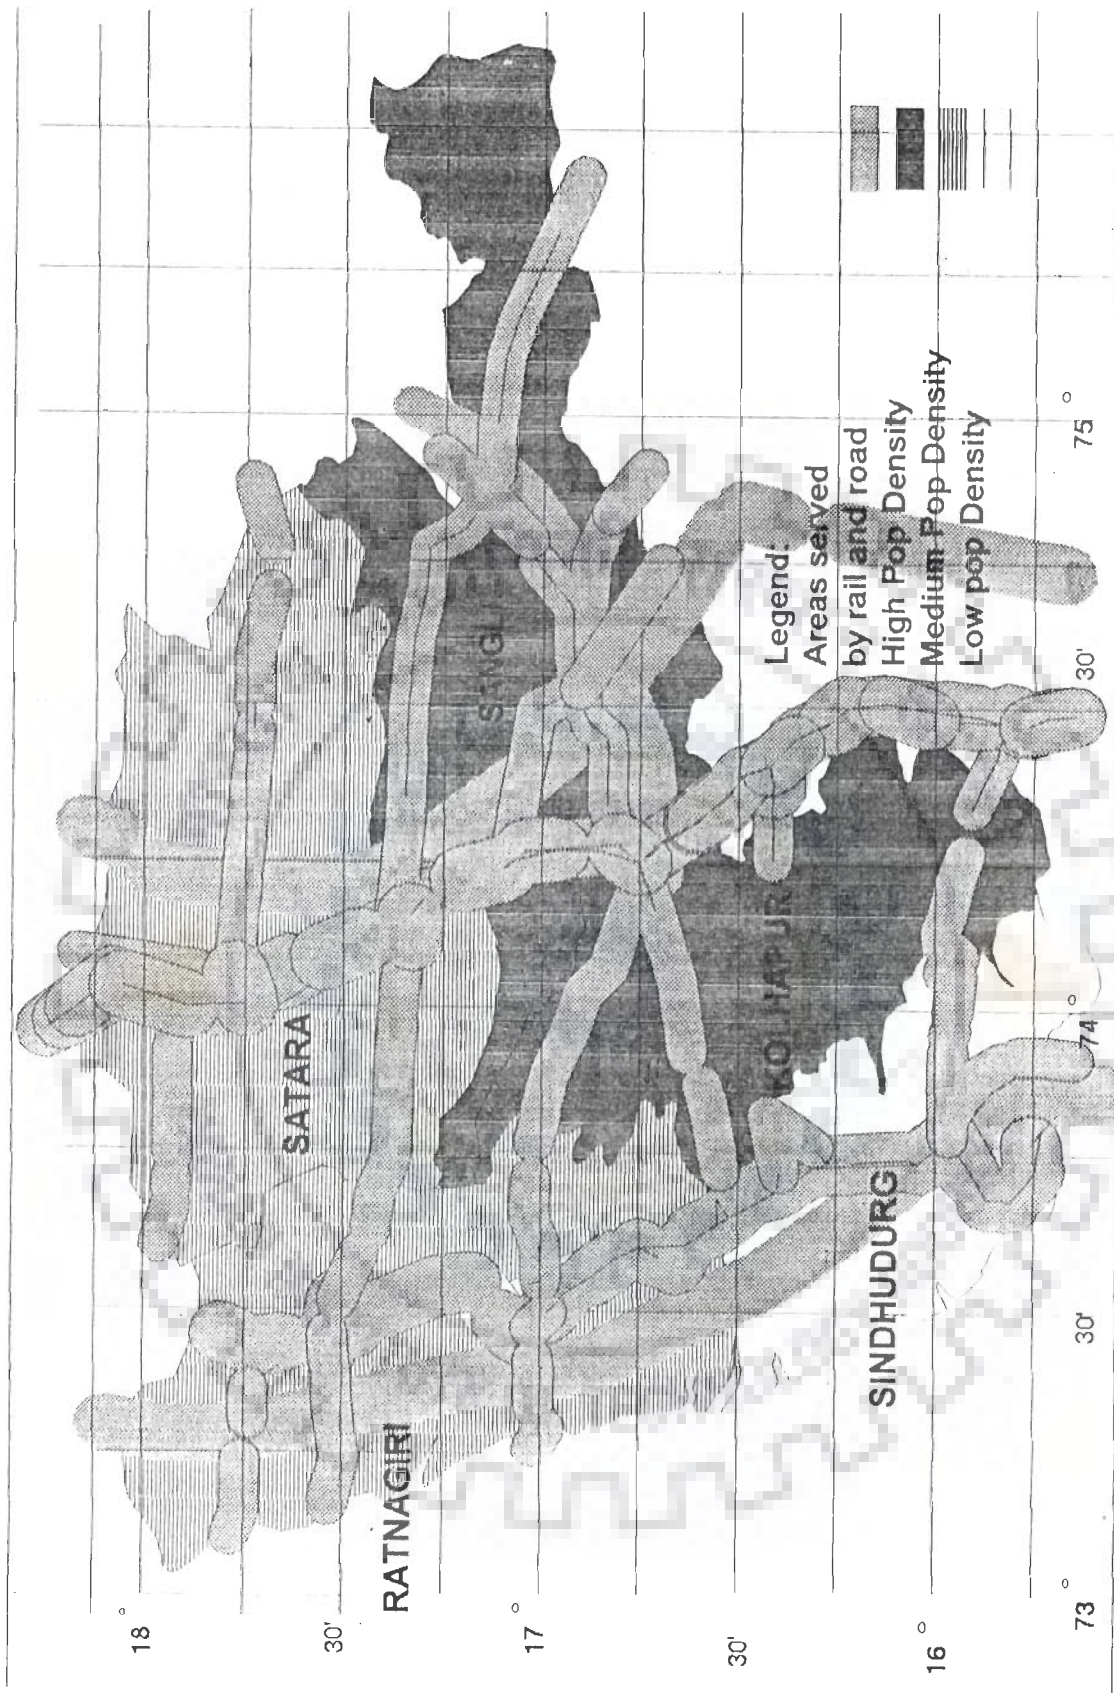 SATARA
SANGLI
KOLHAPUR
RATNAGIRI
SINDHUDURG
Legend:
Areas served
by rail and road
High Pop Density
Medium Pop Density
Low pop Density
18°
30'
17°
30'
16°
73°
30'
74°
30'
75°